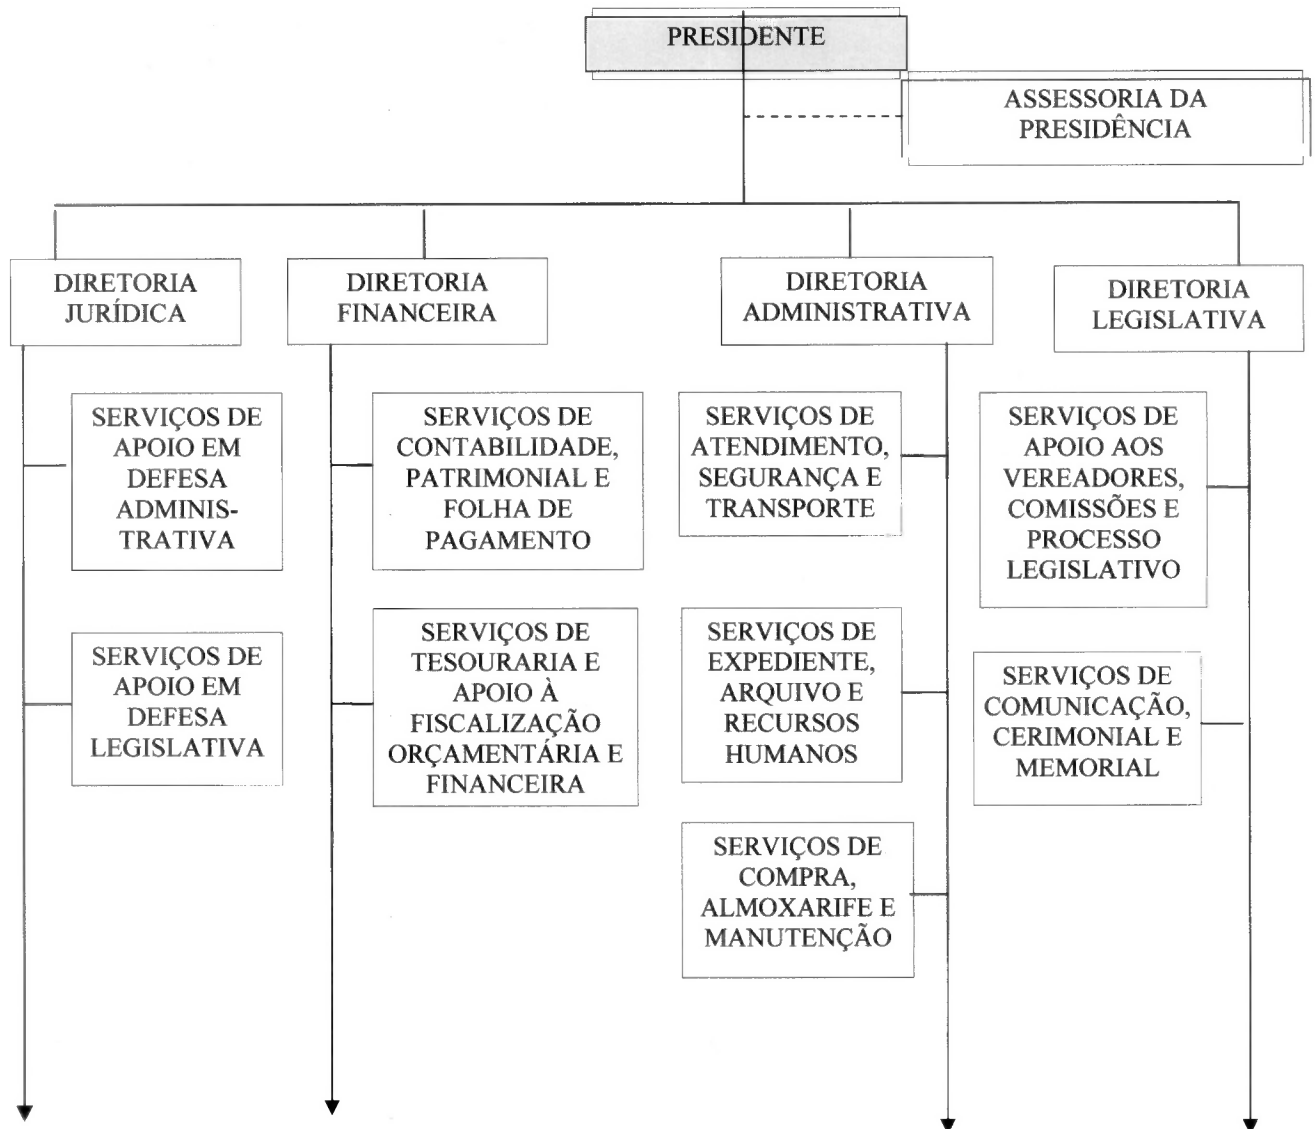 PRESIDENTE
ASSESSORIA DA
PRESIDÊNCIA
DIRETORIA
JURÍDICA
DIRETORIA
FINANCEIRA
DIRETORIA
ADMINISTRATIVA
DIRETORIA
LEGISLATIVA
SERVIÇOS DE
APOIO EM
DEFESA
ADMINIS-
TRATIVA
SERVIÇOS DE
CONTABILIDADE,
PATRIMONIAL E
FOLHA DE
PAGAMENTO
SERVIÇOS DE
ATENDIMENTO,
SEGURANÇA E
TRANSPORTE
SERVIÇOS DE
APOIO AOS
VEREADORES,
COMISSÕES E
PROCESSO
LEGISLATIVO
SERVIÇOS DE
APOIO EM
DEFESA
LEGISLATIVA
SERVIÇOS DE
TESOURARIA E
APOIO À
FISCALIZAÇÃO
ORÇAMENTÁRIA E
FINANCEIRA
SERVIÇOS DE
EXPEDIENTE,
ARQUIVO E
RECURSOS
HUMANOS
SERVIÇOS DE
COMUNICAÇÃO,
CERIMONIAL E
MEMORIAL
SERVIÇOS DE
COMPRA,
ALMOXARIFE E
MANUTENÇÃO